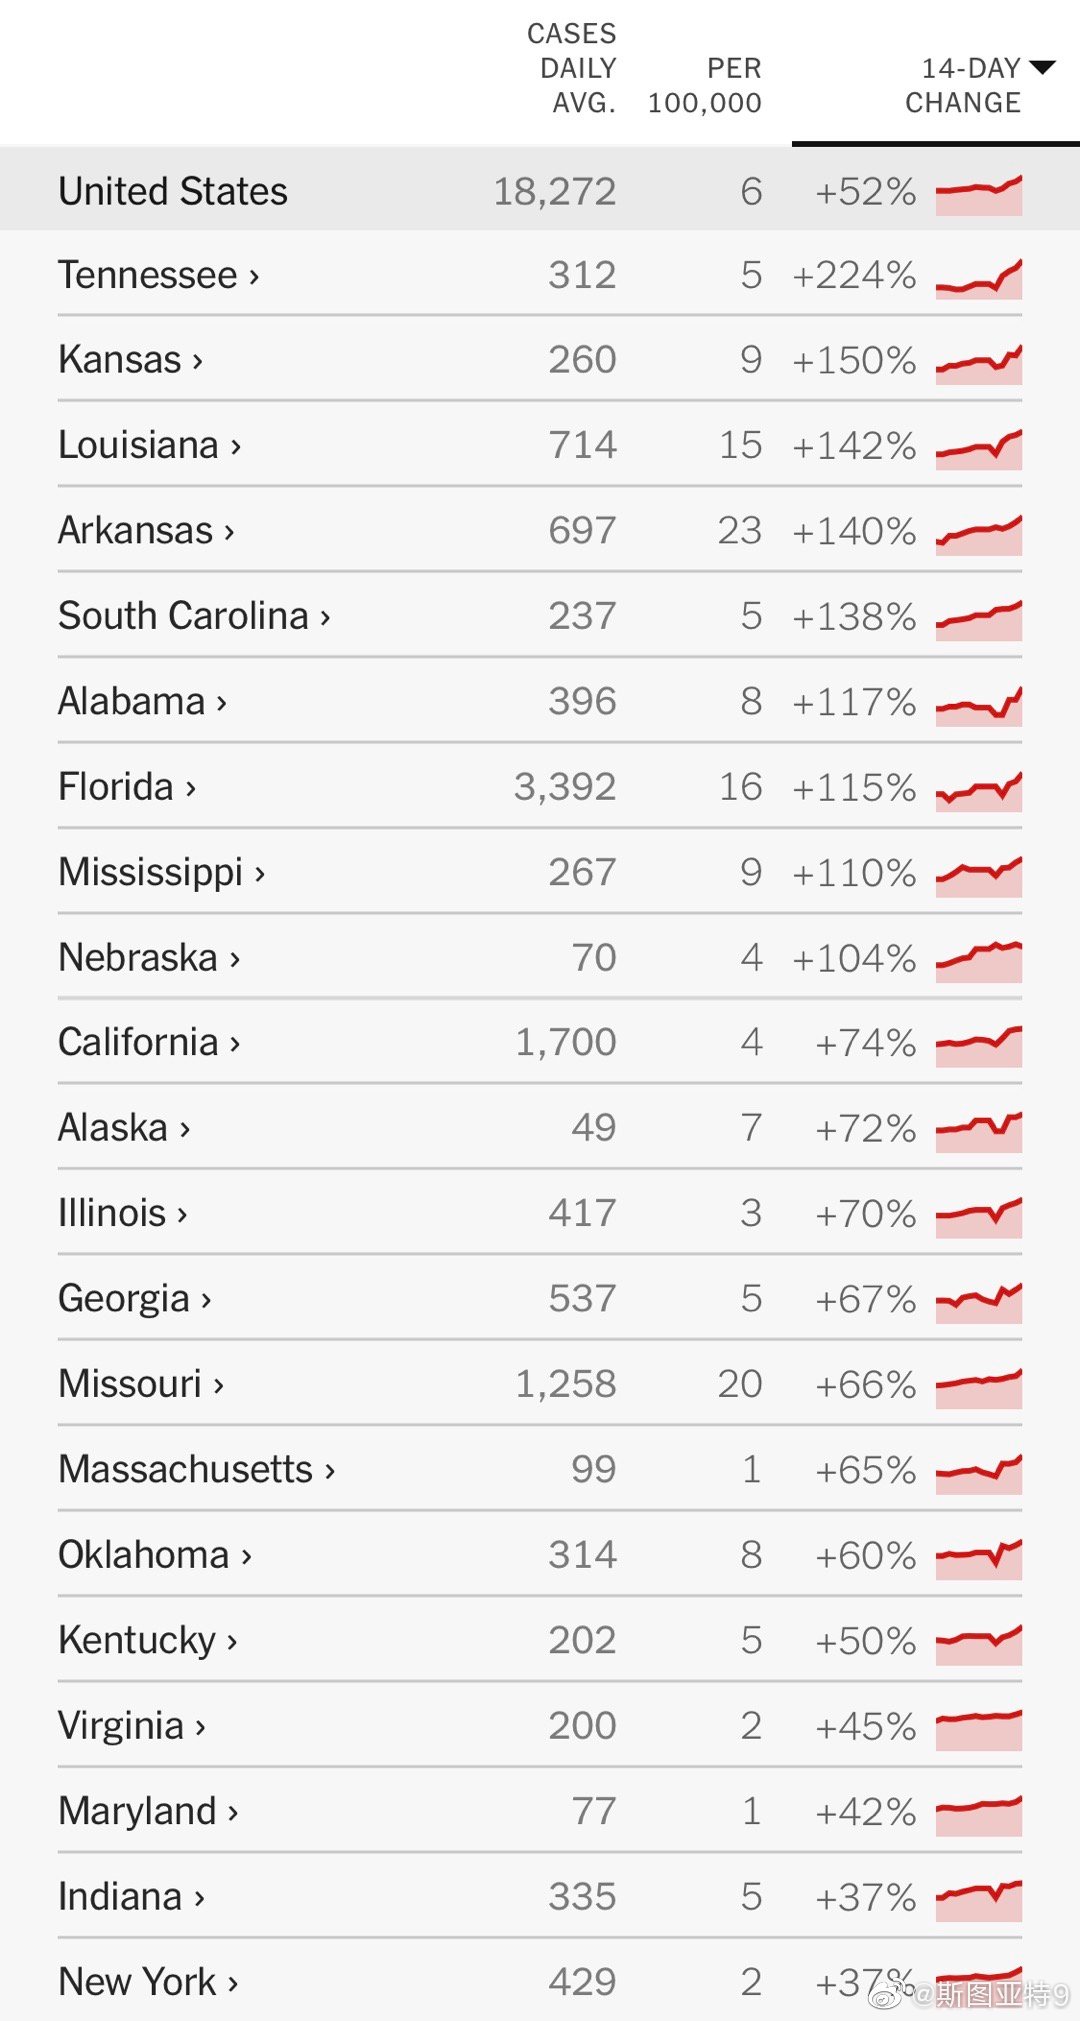 CASES
DAILY PER 14-DAY
AVG. 100,000 CHANGE
United States 18,272 6 +52%
Tennessee › 312 5 +224%
Kansas › 260 9 +150%
Louisiana › 714 15 +142%
Arkansas › 697 23 +140%
South Carolina › 237 5 +138%
Alabama › 396 8 +117%
Florida › 3,392 16 +115%
Mississippi › 267 9 +110%
Nebraska › 70 4 +104%
California › 1,700 4 +74%
Alaska › 49 7 +72%
Illinois › 417 3 +70%
Georgia › 537 5 +67%
Missouri › 1,258 20 +66%
Massachusetts › 99 1 +65%
Oklahoma › 314 8 +60%
Kentucky › 202 5 +50%
Virginia › 200 2 +45%
Maryland › 77 1 +42%
Indiana › 335 5 +37%
New York › 429 2 +37%
@斯图亚特9